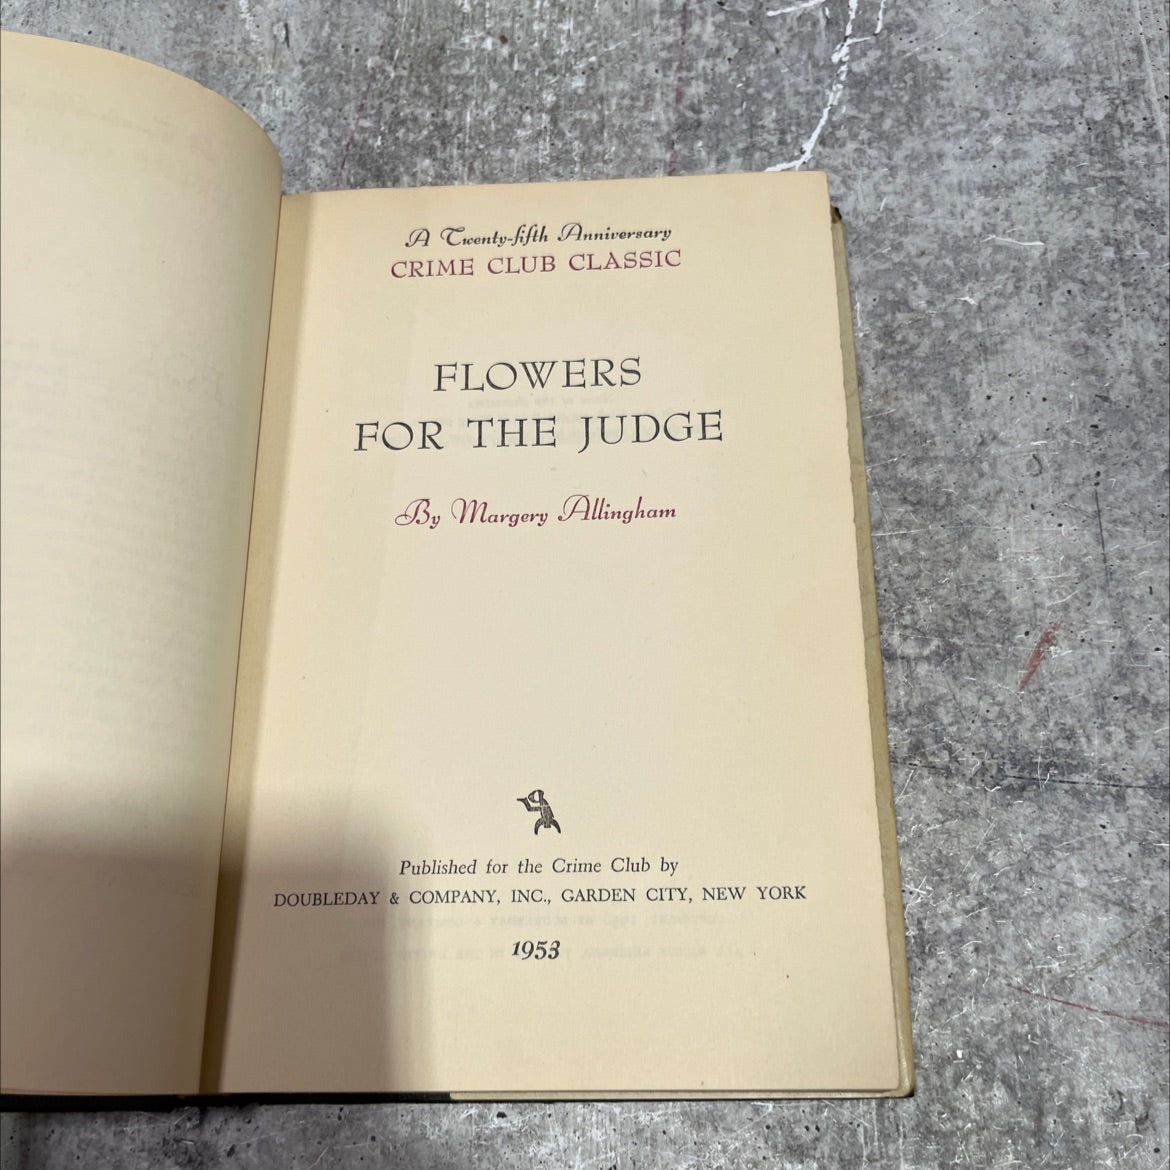 A Twenty-fifth Anniversary
CRIME CLUB CLASSIC
FLOWERS
FOR THE JUDGE
By Margery Allingham
Published for the Crime Club by
DOUBLEDAY & COMPANY, INC., GARDEN CITY, NEW YORK
1953